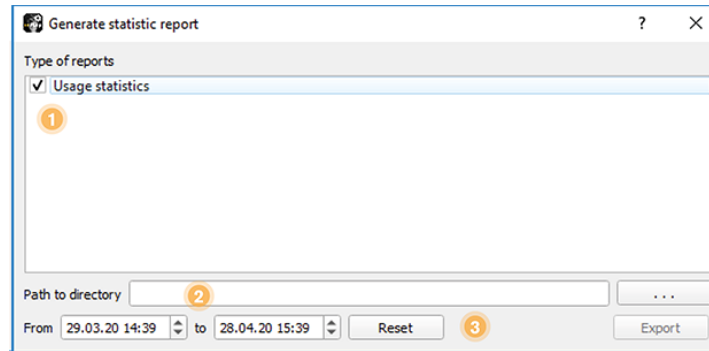 Generate statistic report ? ×
Type of reports
Usage statistics
1
Path to directory 2 ...
From 29.03.20 14:39 to 28.04.20 15:39 Reset 3 Export